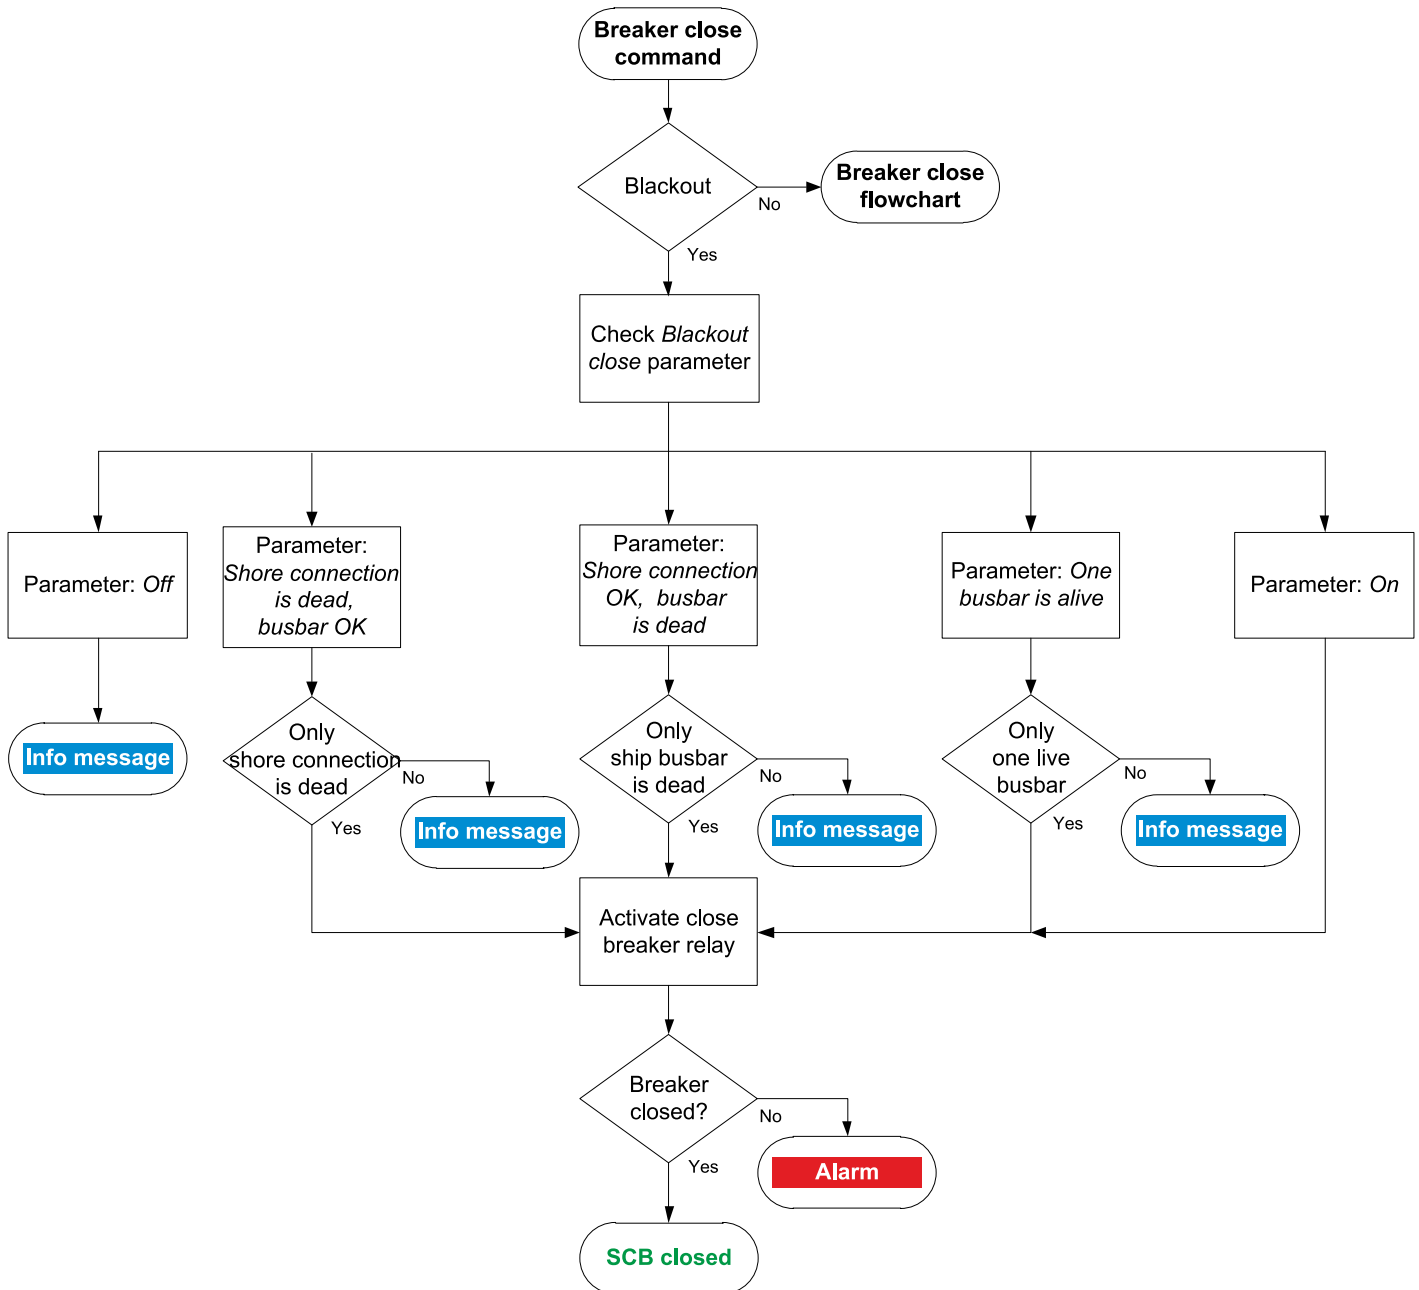 Breaker close
command
Blackout
No
Breaker close
flowchart
Yes
Check Blackout
close parameter
Parameter: Off
Parameter:
Shore connection
is dead,
busbar OK
Parameter:
Shore connection
OK, busbar
is dead
Parameter: One
busbar is alive
Parameter: On
Info message
Only
shore connection
is dead
No
Yes
Info message
Only
ship busbar
is dead
No
Yes
Info message
Only
one live
busbar
No
Yes
Info message
Activate close
breaker relay
Breaker
closed?
No
Yes
Alarm
SCB closed